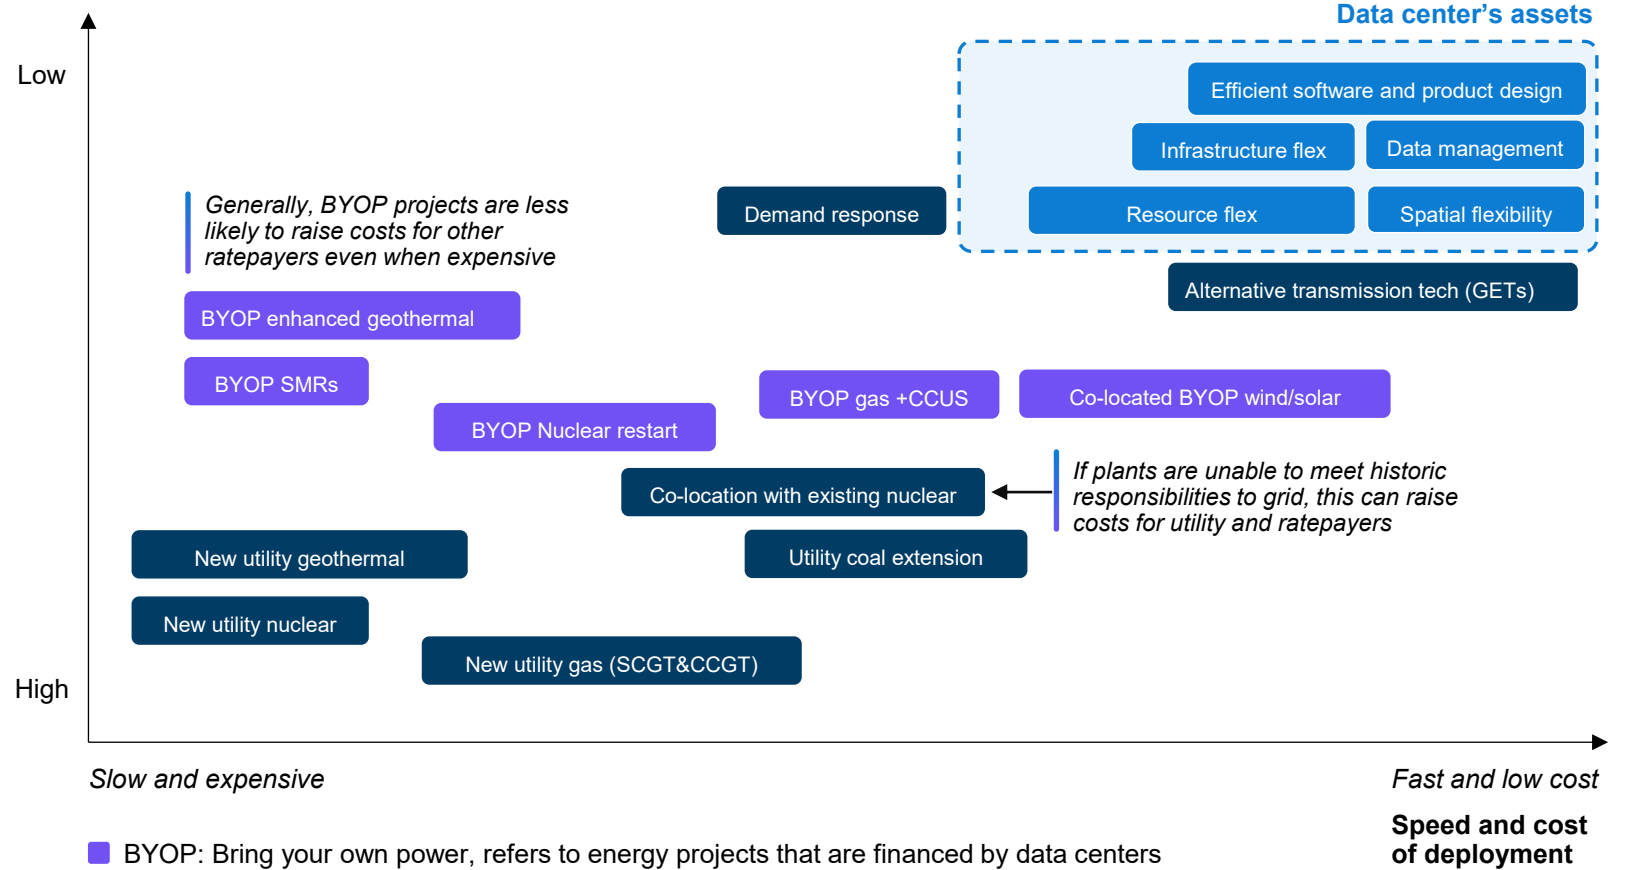 Data center’s assets
Low
Efficient software and product design
Infrastructure flex
Data management
Generally, BYOP projects are less
likely to raise costs for other
ratepayers even when expensive
Demand response
Resource flex
Spatial flexibility
Alternative transmission tech (GETs)
BYOP enhanced geothermal
BYOP SMRs
BYOP gas +CCUS
Co-located BYOP wind/solar
BYOP Nuclear restart
Co-location with existing nuclear
If plants are unable to meet historic
responsibilities to grid, this can raise
costs for utility and ratepayers
New utility geothermal
Utility coal extension
New utility nuclear
New utility gas (SCGT&CCGT)
High
Slow and expensive
Fast and low cost
Speed and cost
of deployment
BYOP: Bring your own power, refers to energy projects that are financed by data centers